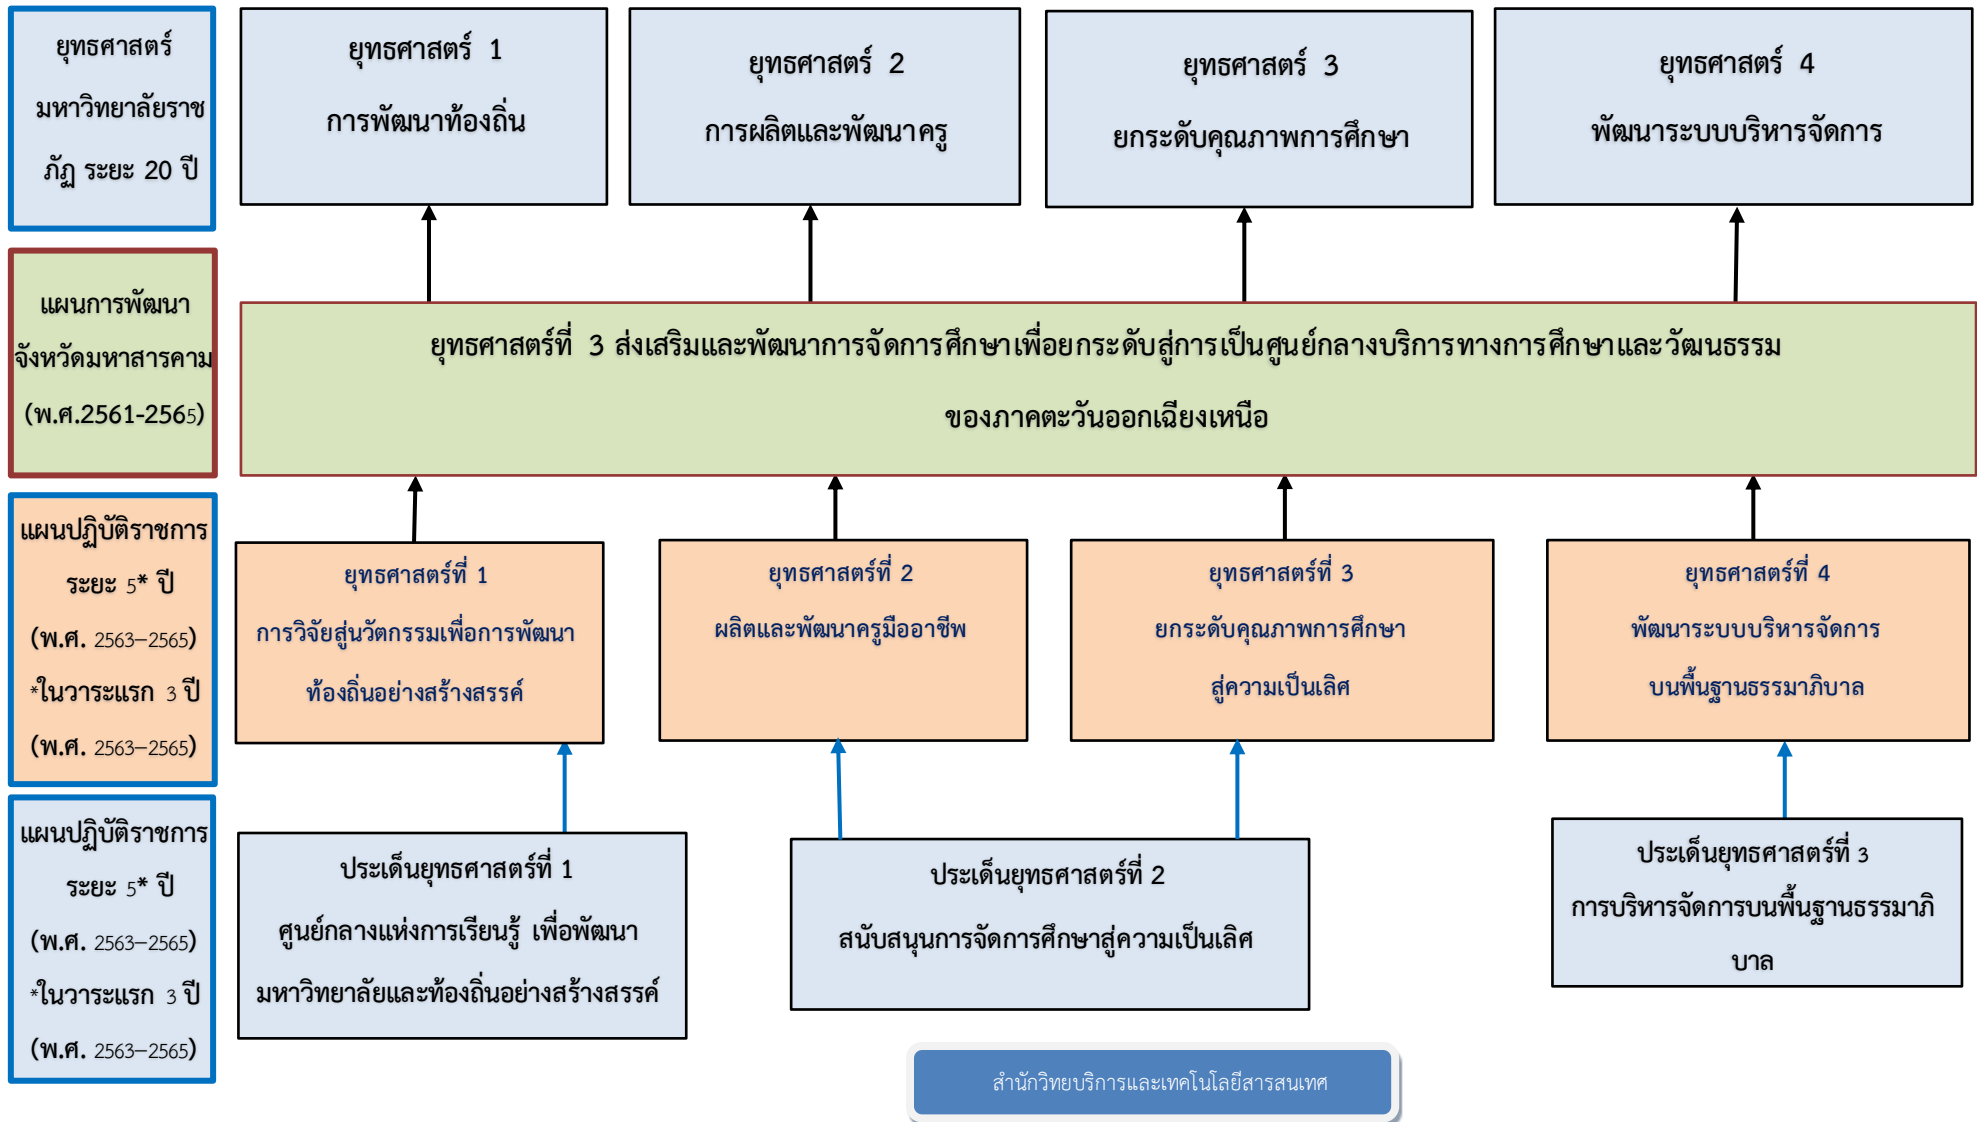 ยุทธศาสตร์
มหาวิทยาลัยราช
ภัฏ ระยะ 20 ปี
ยุทธศาสตร์ 1
การพัฒนาท้องถิ่น
ยุทธศาสตร์ 2
การผลิตและพัฒนาครู
ยุทธศาสตร์ 3
ยกระดับคุณภาพการศึกษา
ยุทธศาสตร์ 4
พัฒนาระบบบริหารจัดการ
แผนการพัฒนา
จังหวัดมหาสารคาม
(พ.ศ.2561-2565)
ยุทธศาสตร์ที่ 3 ส่งเสริมและพัฒนาการจัดการศึกษาเพื่อยกระดับสู่การเป็นศูนย์กลางบริการทางการศึกษาและวัฒนธรรม
ของภาคตะวันออกเฉียงเหนือ
แผนปฏิบัติราชการ
ระยะ 5* ปี
(พ.ศ. 2563–2565)
*ในวาระแรก 3 ปี
(พ.ศ. 2563–2565)
ยุทธศาสตร์ที่ 1
การวิจัยสู่นวัตกรรมเพื่อการพัฒนา
ท้องถิ่นอย่างสร้างสรรค์
ยุทธศาสตร์ที่ 2
ผลิตและพัฒนาครูมืออาชีพ
ยุทธศาสตร์ที่ 3
ยกระดับคุณภาพการศึกษา
สู่ความเป็นเลิศ
ยุทธศาสตร์ที่ 4
พัฒนาระบบบริหารจัดการ
บนพื้นฐานธรรมาภิบาล
แผนปฏิบัติราชการ
ระยะ 5* ปี
(พ.ศ. 2563–2565)
*ในวาระแรก 3 ปี
(พ.ศ. 2563–2565)
ประเด็นยุทธศาสตร์ที่ 1
ศูนย์กลางแห่งการเรียนรู้ เพื่อพัฒนา
มหาวิทยาลัยและท้องถิ่นอย่างสร้างสรรค์
ประเด็นยุทธศาสตร์ที่ 2
สนับสนุนการจัดการศึกษาสู่ความเป็นเลิศ
ประเด็นยุทธศาสตร์ที่ 3
การบริหารจัดการบนพื้นฐานธรรมาภิ
บาล
สำนักวิทยบริการและเทคโนโลยีสารสนเทศ